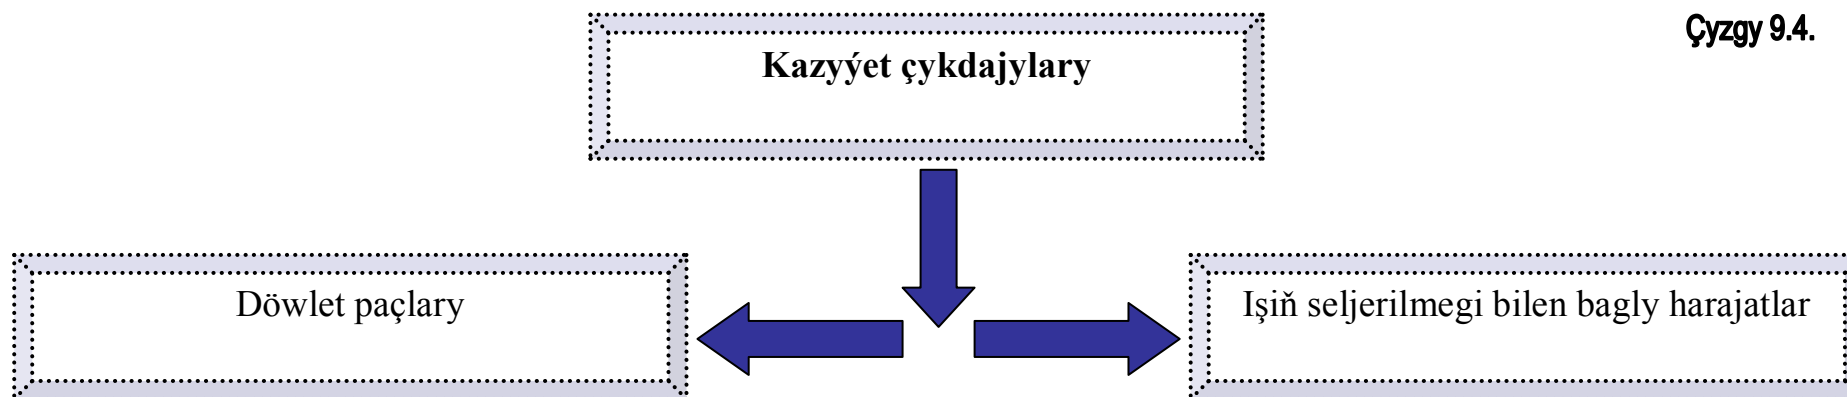 Çyzgy 9.4.
Kazyýet çykdajylary
Döwlet paçlary
Işiň seljerilmegi bilen bagly harajatlar